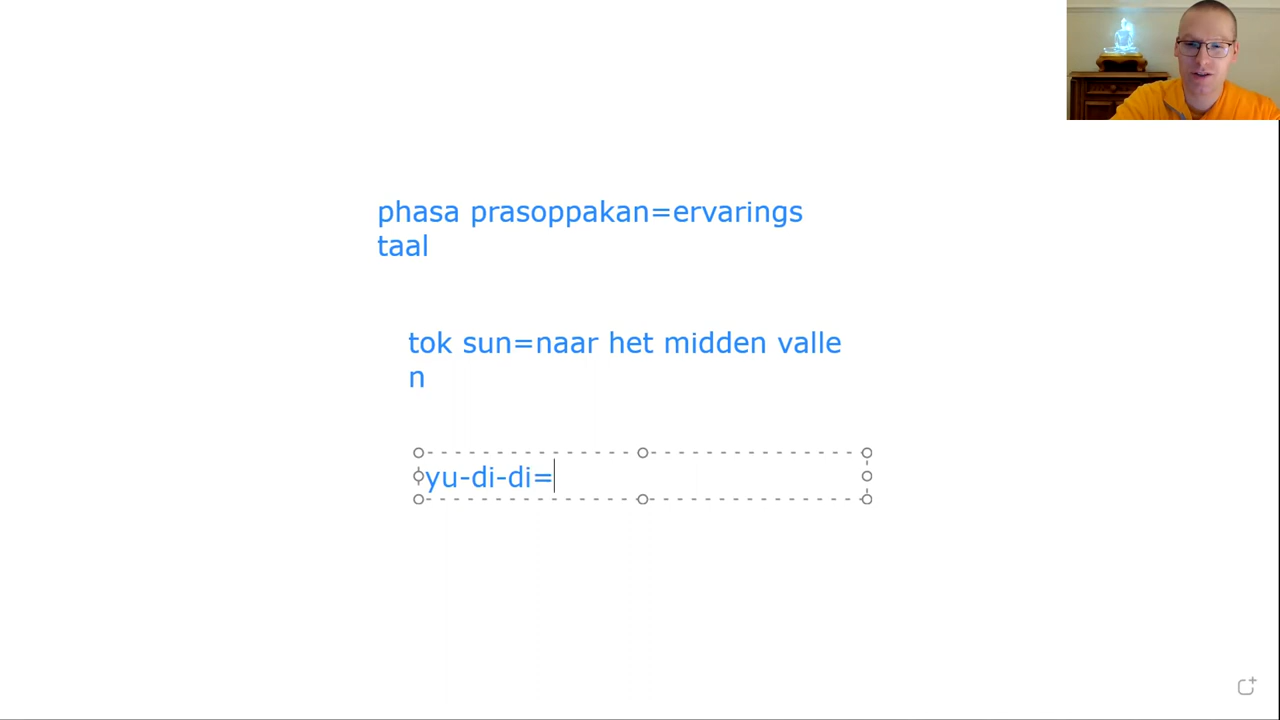 phasa prasoppakan=ervarings
taal
tok sun=naar het midden valle
n
yu-di-di=